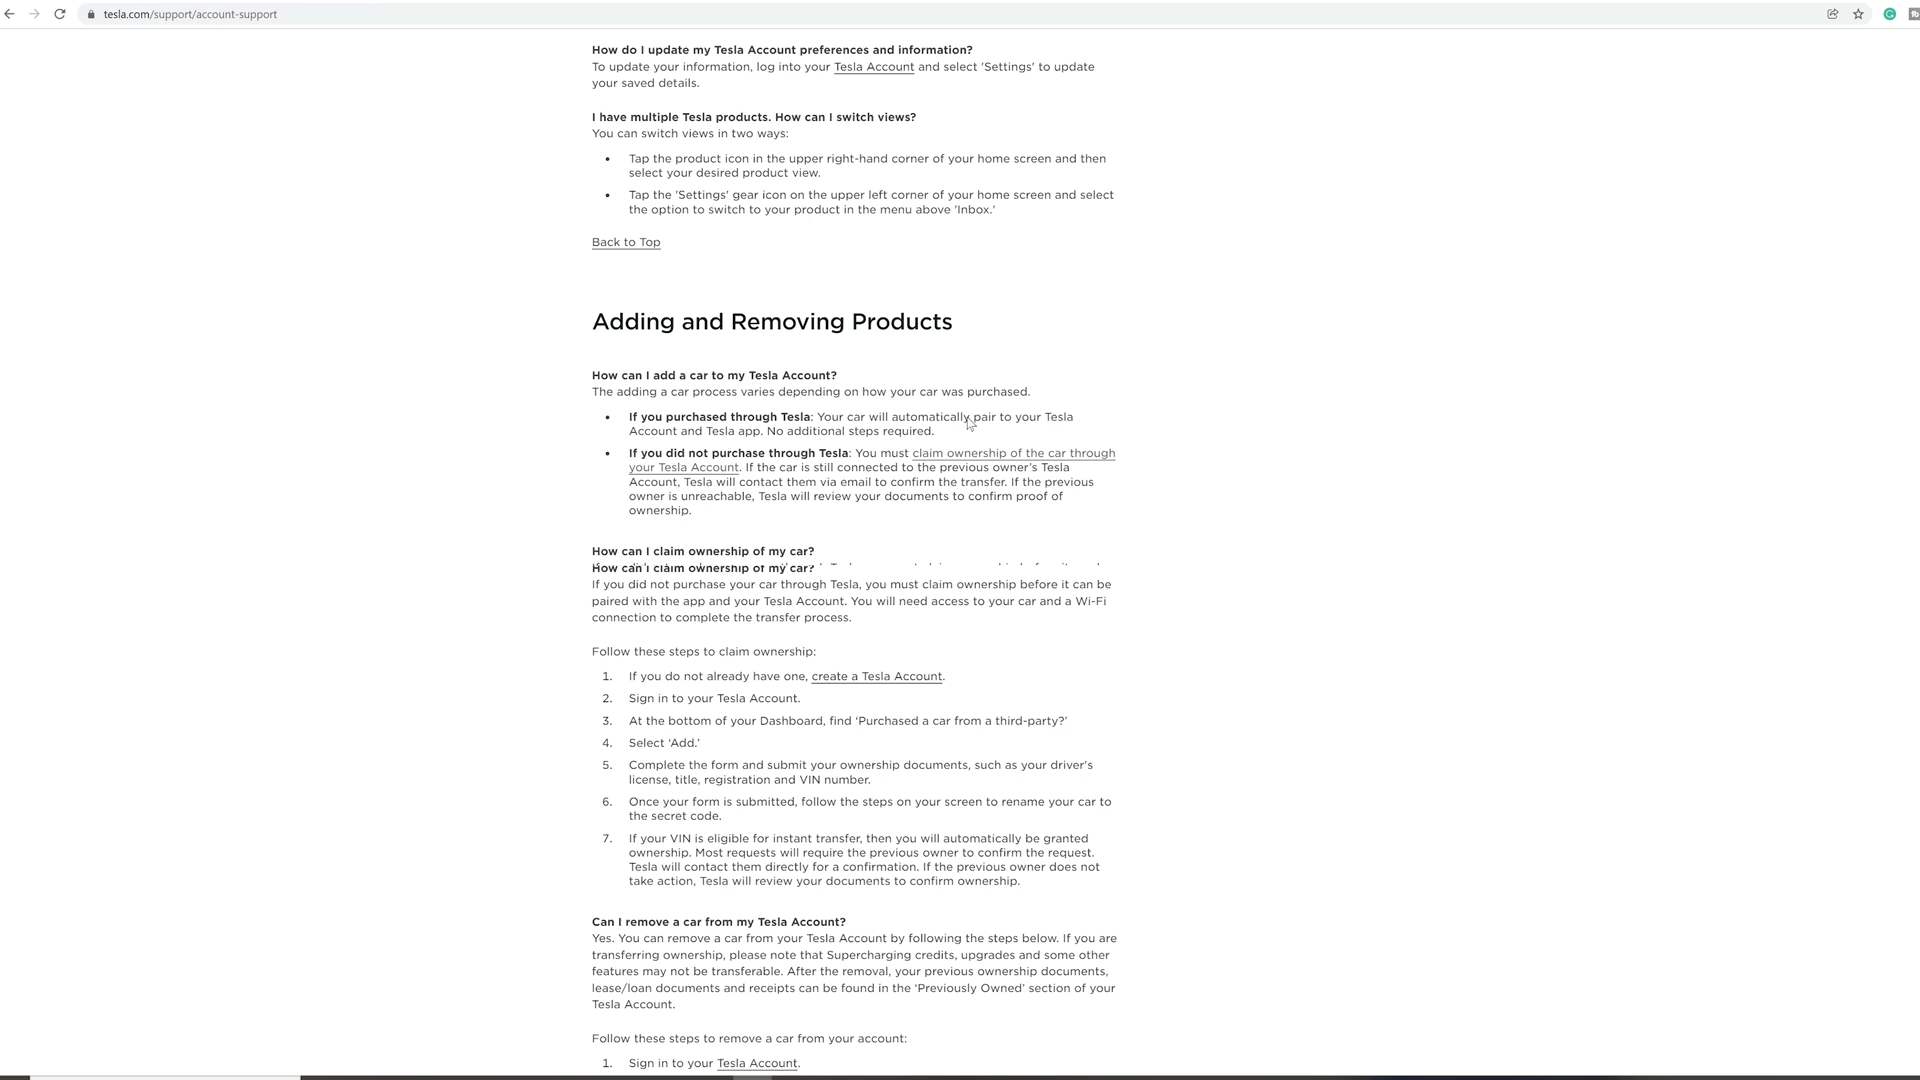 tesla.com/support/account-support
How do I update my Tesla Account preferences and information?
To update your information, log into your Tesla Account and select 'Settings' to update
your saved details.
I have multiple Tesla products. How can I switch views?
You can switch views in two ways:
• Tap the product icon in the upper right-hand corner of your home screen and then
select your desired product view.
• Tap the 'Settings' gear icon on the upper left corner of your home screen and select
the option to switch to your product in the menu above 'Inbox.'
Back to Top
Adding and Removing Products
How can I add a car to my Tesla Account?
The adding a car process varies depending on how your car was purchased.
• If you purchased through Tesla: Your car will automatically pair to your Tesla
Account and Tesla app. No additional steps required.
• If you did not purchase through Tesla: You must claim ownership of the car through
your Tesla Account. If the car is still connected to the previous owner's Tesla
Account, Tesla will contact them via email to confirm the transfer. If the previous
owner is unreachable, Tesla will review your documents to confirm proof of
ownership.
How can I claim ownership of my car?
How can I claim ownership of my car?
If you did not purchase your car through Tesla, you must claim ownership before it can be
paired with the app and your Tesla Account. You will need access to your car and a Wi-Fi
connection to complete the transfer process.
Follow these steps to claim ownership:
1. If you do not already have one, create a Tesla Account.
2. Sign in to your Tesla Account.
3. At the bottom of your Dashboard, find ‘Purchased a car from a third-party?’
4. Select ‘Add.’
5. Complete the form and submit your ownership documents, such as your driver's
license, title, registration and VIN number.
6. Once your form is submitted, follow the steps on your screen to rename your car to
the secret code.
7. If your VIN is eligible for instant transfer, then you will automatically be granted
ownership. Most requests will require the previous owner to confirm the request.
Tesla will contact them directly for a confirmation. If the previous owner does not
take action, Tesla will review your documents to confirm ownership.
Can I remove a car from my Tesla Account?
Yes. You can remove a car from your Tesla Account by following the steps below. If you are
transferring ownership, please note that Supercharging credits, upgrades and some other
features may not be transferable. After the removal, your previous ownership documents,
lease/loan documents and receipts can be found in the ‘Previously Owned’ section of your
Tesla Account.
Follow these steps to remove a car from your account:
1. Sign in to your Tesla Account.